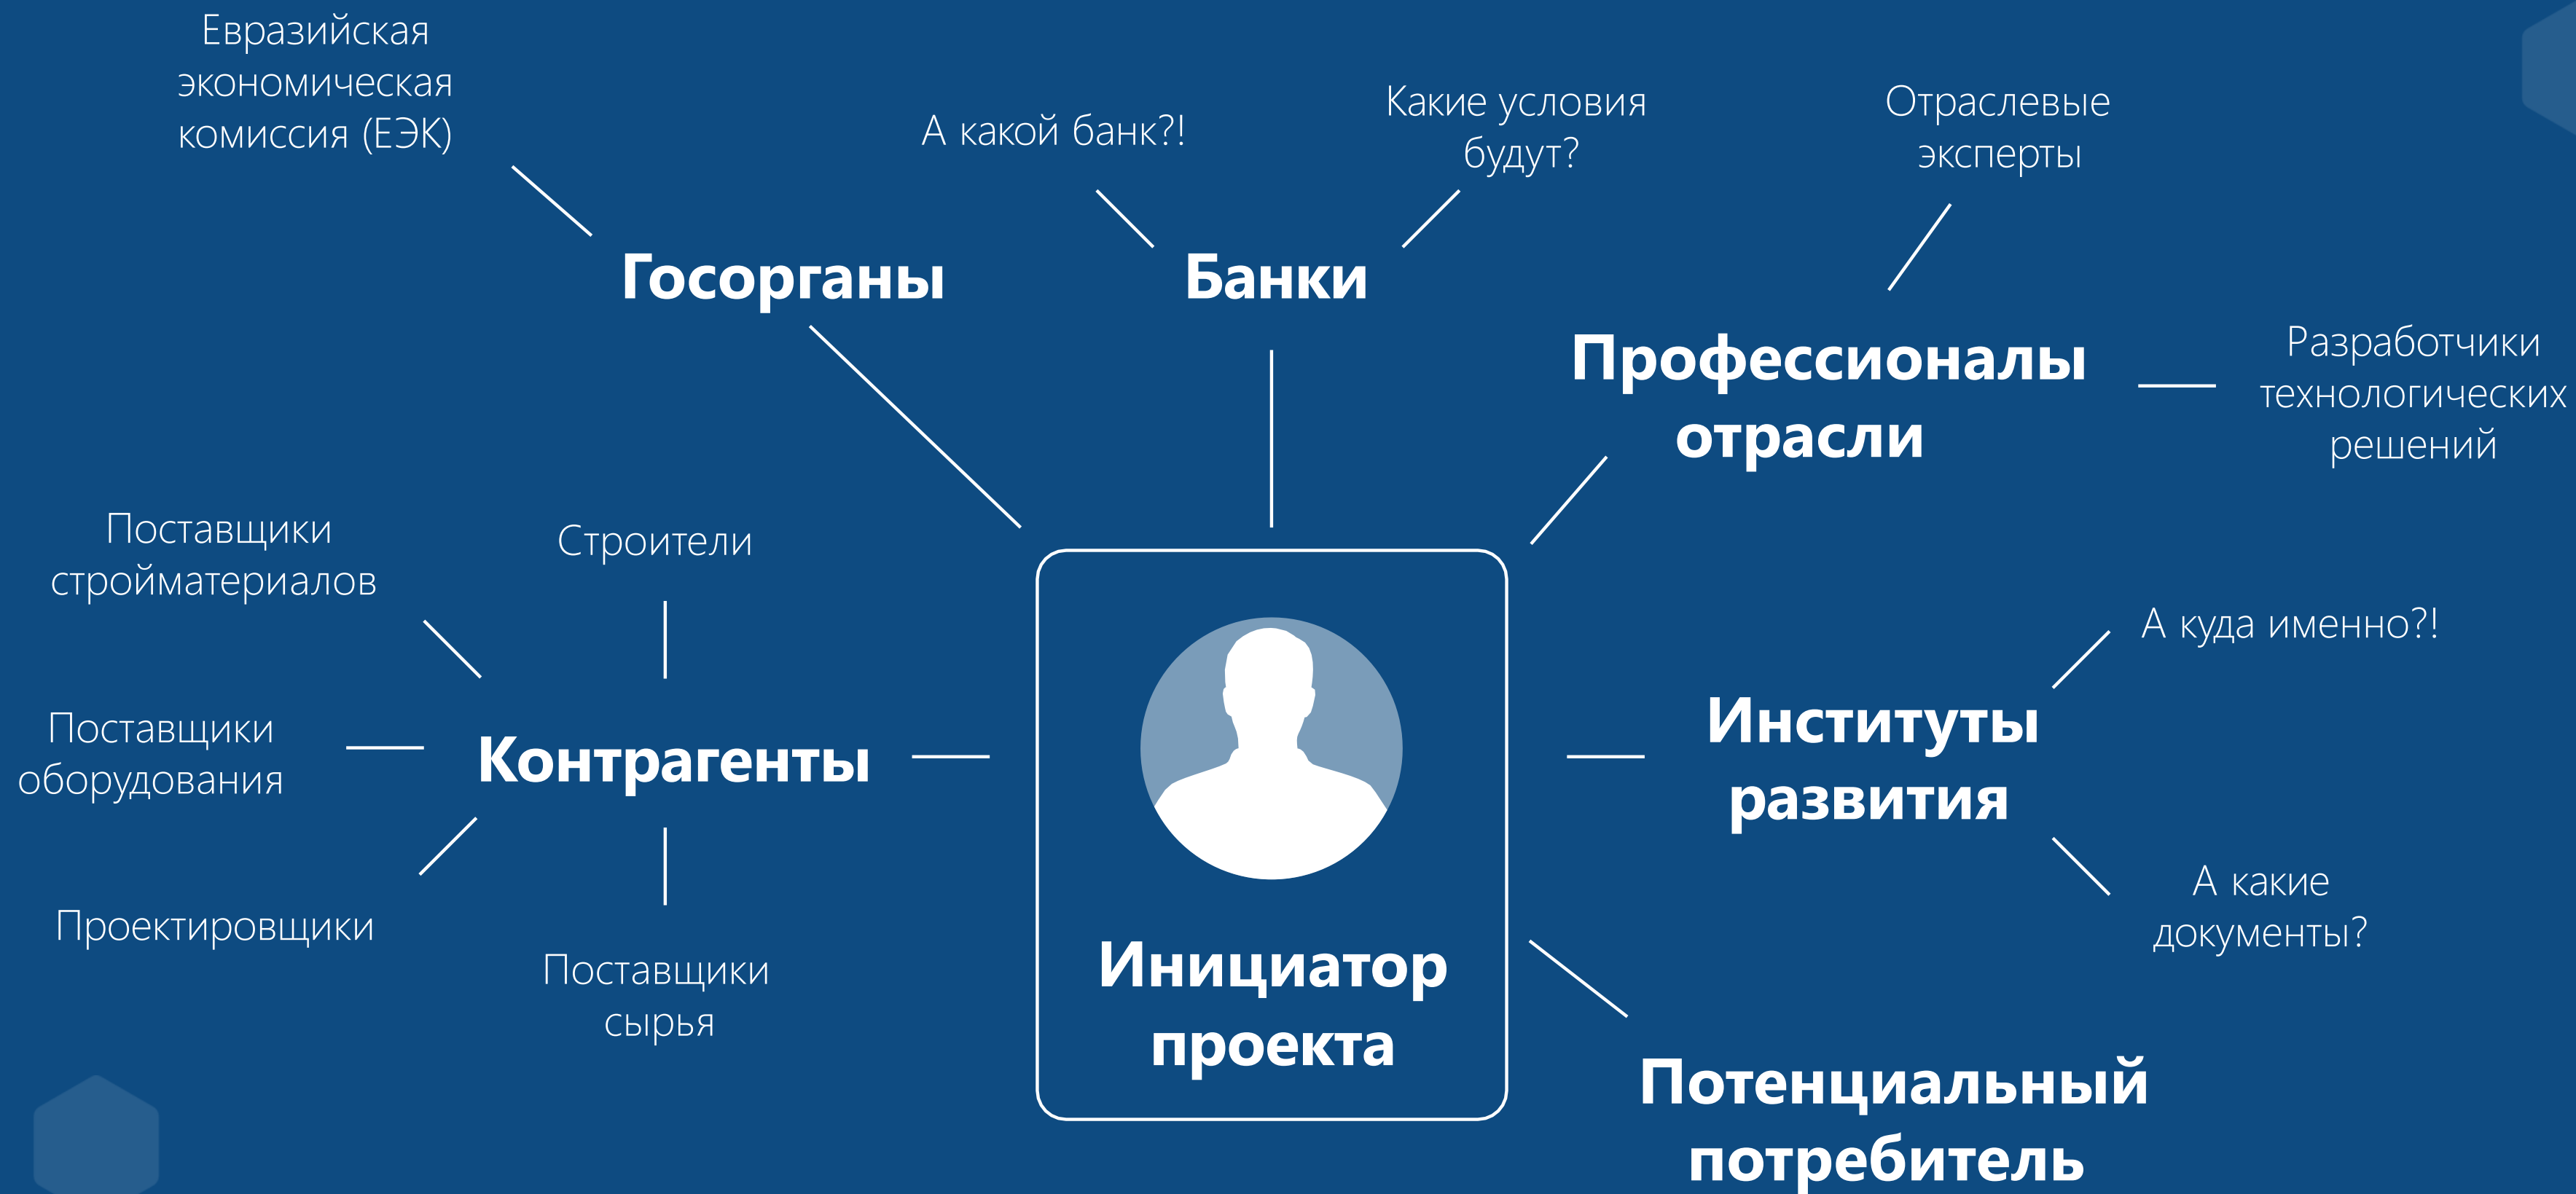 Евразийская
экономическая
комиссия (ЕЭК)
А какой банк?!
Какие условия
будут?
Отраслевые
эксперты
Госорганы
Банки
Профессионалы
отрасли
Разработчики
технологических
решений
Поставщики
стройматериалов
Строители
Поставщики
оборудования
Контрагенты
Проектировщики
Поставщики
сырья
Инициатор
проекта
А куда именно?!
Институты
развития
А какие
документы?
Потенциальный
потребитель